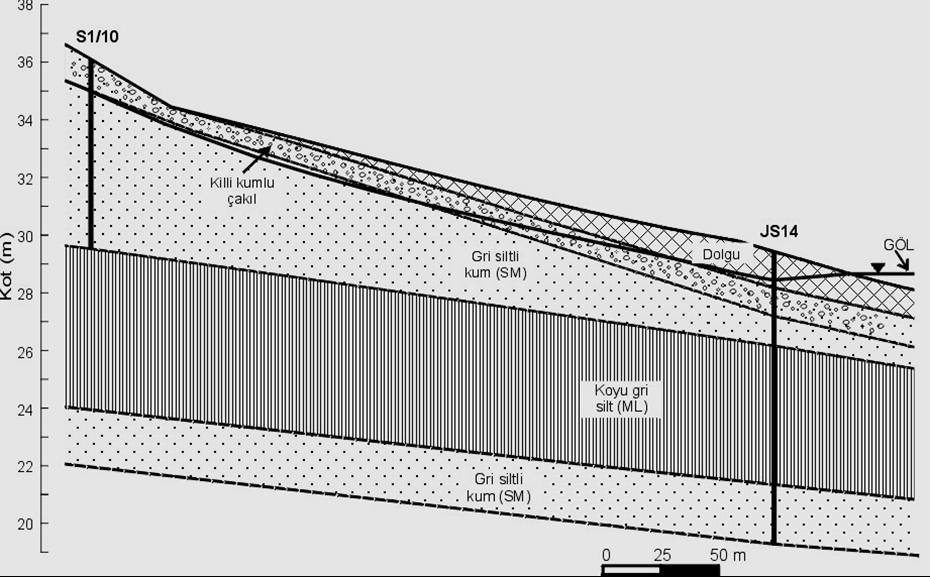 38
S1/10
36
34
32
Killi kumlu
çakıl
30
JS14
GÖL
Dolgu
Gri siltli
kum (SM)
Kot (m)
28
26
Koyu gri
silt (ML)
24
22
Gri siltli
kum (SM)
20
0 25 50 m